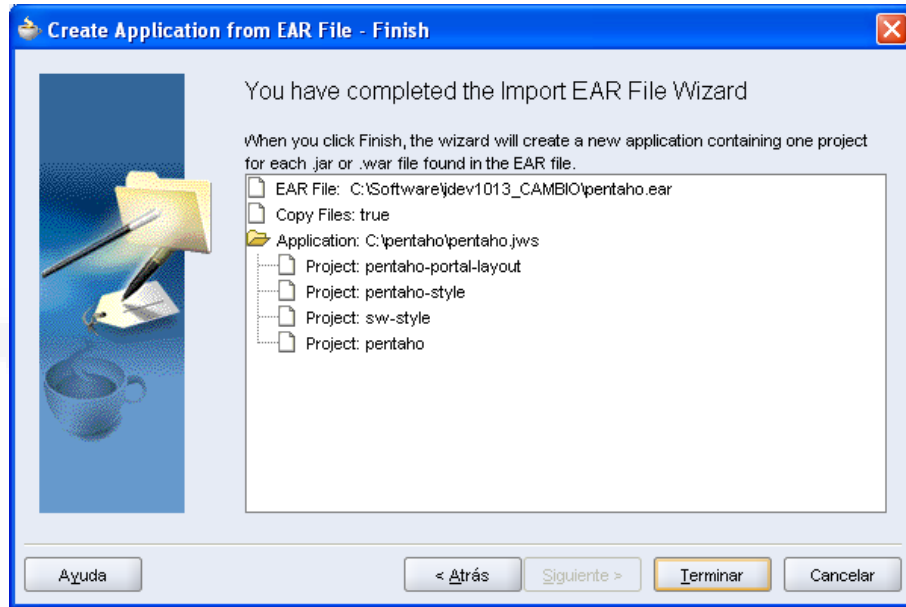 Create Application from EAR File - Finish
You have completed the Import EAR File Wizard
When you click Finish, the wizard will create a new application containing one project
for each .jar or .war file found in the EAR file.
EAR File: C:\Software\jdev1013_CAMBIO\pentaho.ear
Copy Files: true
Application: C:\pentaho\pentaho.jws
Project: pentaho-portal-layout
Project: pentaho-style
Project: sw-style
Project: pentaho
Ayuda
< Atrás
Siguiente >
Terminar
Cancelar